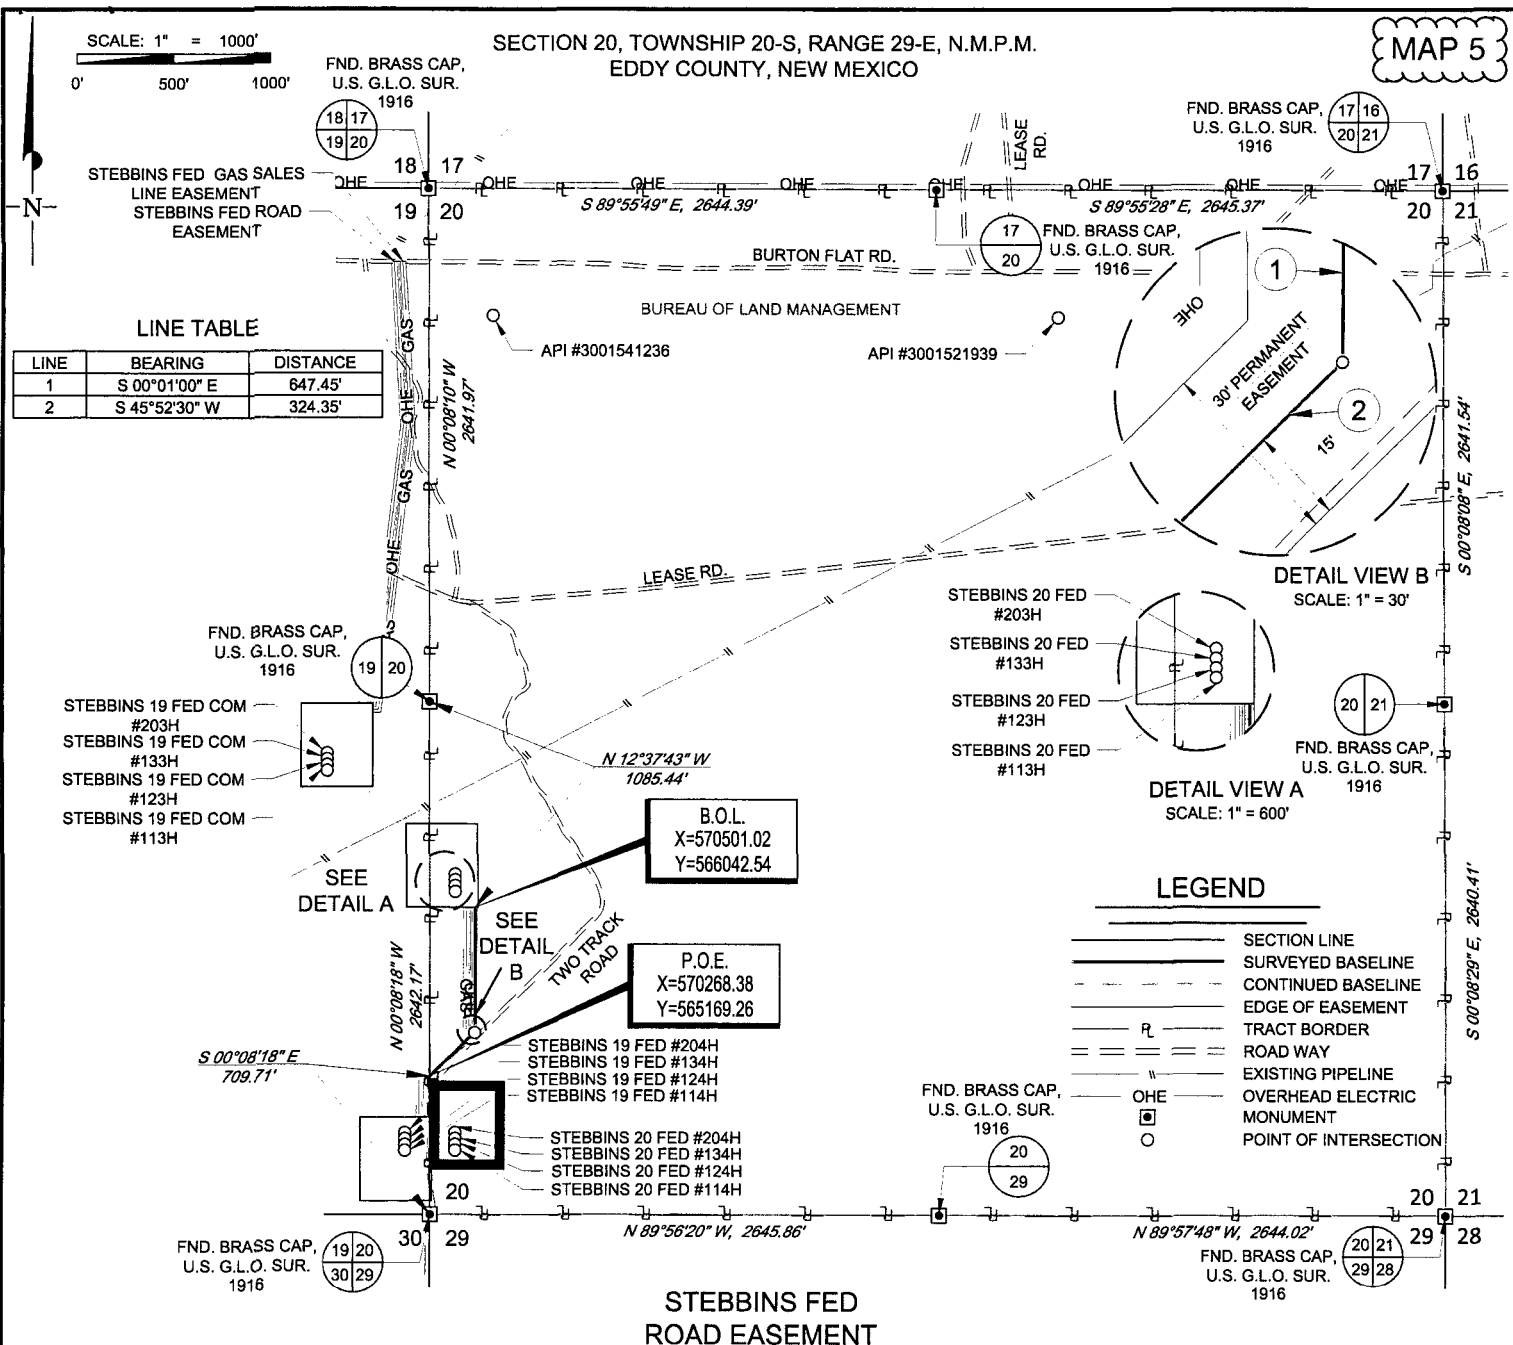 SCALE: 1" = 1000'
0' 500' 1000'
SECTION 20, TOWNSHIP 20-S, RANGE 29-E, N.M.P.M.
EDDY COUNTY, NEW MEXICO
MAP 5
FND. BRASS CAP,
U.S. G.L.O. SUR.
1916
18 17
19 20
FND. BRASS CAP,
U.S. G.L.O. SUR.
1916
17 16
20 21
LEASE
RD.
18 17
19 20
17 16
20 21
STEBBINS FED GAS SALES
LINE EASEMENT
STEBBINS FED ROAD
EASEMENT
N
OHE OHE OHE OHE OHE OHE OHE
S 89°55'49" E, 2644.39'
S 89°55'28" E, 2645.37'
17
20
FND. BRASS CAP,
U.S. G.L.O. SUR.
1916
BURTON FLAT RD.
BUREAU OF LAND MANAGEMENT
API #3001541236
API #3001521939
LINE TABLE
LINE BEARING DISTANCE
1 S 00°01'00" E 647.45'
2 S 45°52'30" W 324.35'
OHE GAS
OHE GAS
OHE
N 00°08'10" W
2641.97'
1
OHE
30' PERMANENT
EASEMENT
2
15'
DETAIL VIEW B
SCALE: 1" = 30'
S 00°08'08" E, 2641.54'
LEASE RD.
FND. BRASS CAP,
U.S. G.L.O. SUR.
1916
19 20
STEBBINS 20 FED
#203H
STEBBINS 20 FED
#133H
STEBBINS 20 FED
#123H
STEBBINS 20 FED
#113H
DETAIL VIEW A
SCALE: 1" = 600'
20 21
FND. BRASS CAP,
U.S. G.L.O. SUR.
1916
STEBBINS 19 FED COM
#203H
STEBBINS 19 FED COM
#133H
STEBBINS 19 FED COM
#123H
STEBBINS 19 FED COM
#113H
N 12°37'43" W
1085.44'
B.O.L.
X=570501.02
Y=566042.54
SEE
DETAIL A
SEE
DETAIL
B
TWO TRACK
ROAD
GAS
P.O.E.
X=570268.38
Y=565169.26
N 00°08'18" W
2642.17'
S 00°08'18" E
709.71'
STEBBINS 19 FED #204H
STEBBINS 19 FED #134H
STEBBINS 19 FED #124H
STEBBINS 19 FED #114H
STEBBINS 20 FED #204H
STEBBINS 20 FED #134H
STEBBINS 20 FED #124H
STEBBINS 20 FED #114H
LEGEND
SECTION LINE
SURVEYED BASELINE
CONTINUED BASELINE
EDGE OF EASEMENT
PL TRACT BORDER
ROAD WAY
EXISTING PIPELINE
OHE OVERHEAD ELECTRIC
MONUMENT
POINT OF INTERSECTION
S 00°08'29" E, 2640.41'
FND. BRASS CAP,
U.S. G.L.O. SUR.
1916
20
29
20
30 29
20 21
29 28
N 89°56'20" W, 2645.86'
N 89°57'48" W, 2644.02'
FND. BRASS CAP,
U.S. G.L.O. SUR.
1916
19 20
30 29
FND. BRASS CAP,
U.S. G.L.O. SUR.
1916
20 21
29 28
STEBBINS FED
ROAD EASEMENT